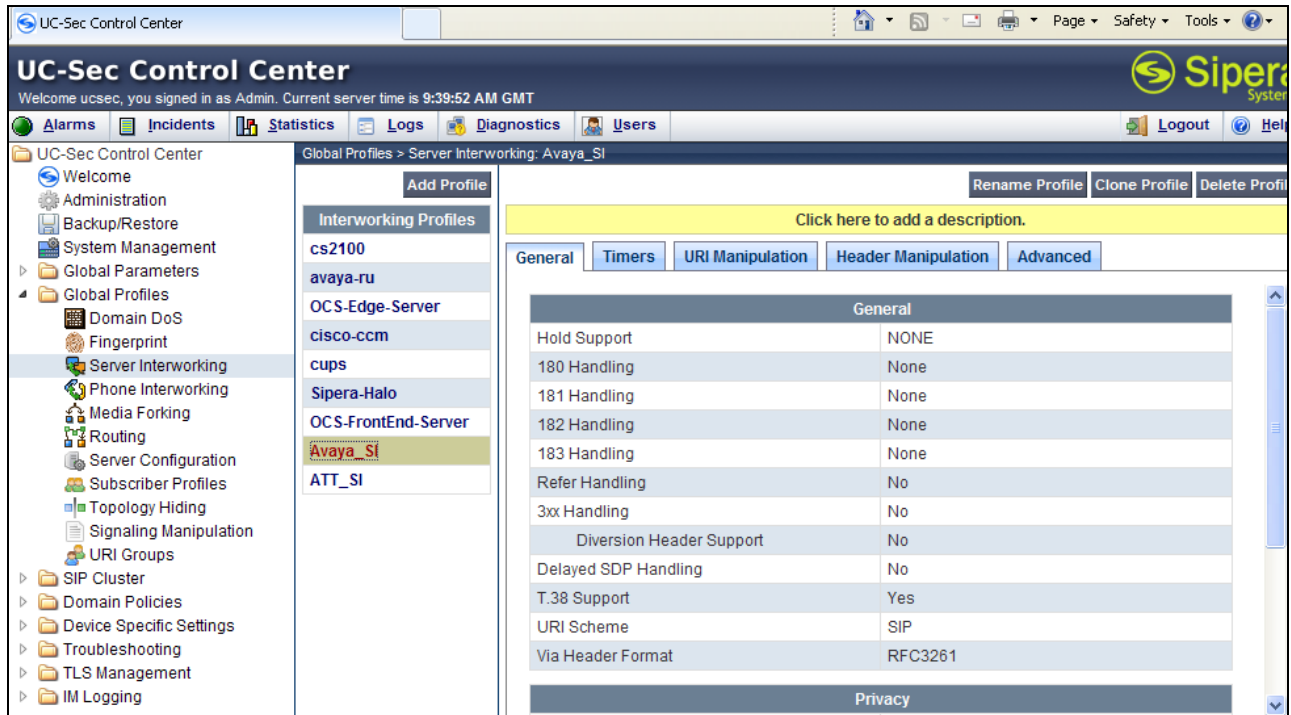 UC-Sec Control Center
Page
Safety
Tools
UC-Sec Control Center
Welcome ucsec, you signed in as Admin. Current server time is 9:39:52 AM GMT
Sipera
System
Alarms
Incidents
Statistics
Logs
Diagnostics
Users
Logout
Help
UC-Sec Control Center
Welcome
Administration
Backup/Restore
System Management
Global Parameters
Global Profiles
Domain DoS
Fingerprint
Server Interworking
Phone Interworking
Media Forking
Routing
Server Configuration
Subscriber Profiles
Topology Hiding
Signaling Manipulation
URI Groups
SIP Cluster
Domain Policies
Device Specific Settings
Troubleshooting
TLS Management
IM Logging
Global Profiles > Server Interworking: Avaya_SI
Add Profile
Interworking Profiles
cs2100
avaya-ru
OCS-Edge-Server
cisco-ccm
cups
Sipera-Halo
OCS-FrontEnd-Server
Avaya_SI
ATT_SI
Rename Profile
Clone Profile
Delete Profil
Click here to add a description.
General
Timers
URI Manipulation
Header Manipulation
Advanced
General
Hold Support NONE
180 Handling None
181 Handling None
182 Handling None
183 Handling None
Refer Handling No
3xx Handling No
Diversion Header Support No
Delayed SDP Handling No
T.38 Support Yes
URI Scheme SIP
Via Header Format RFC3261
Privacy